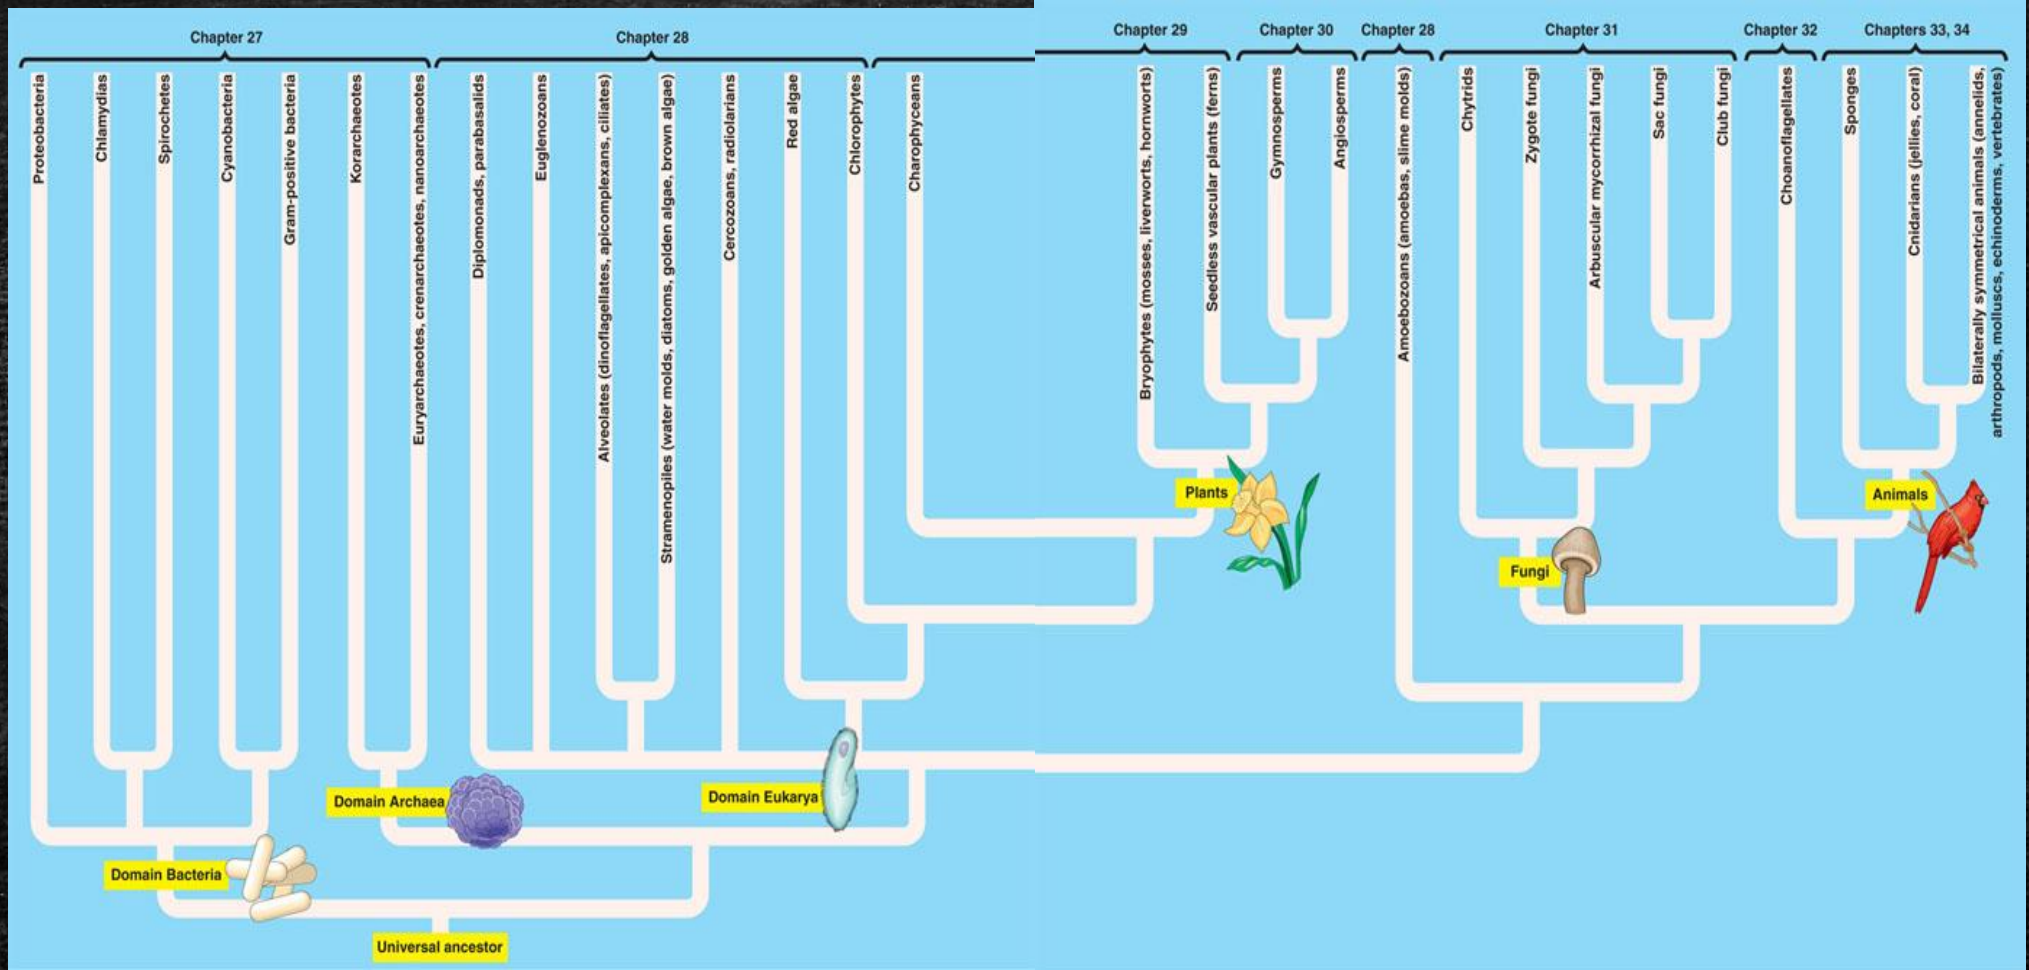 Chapter 27
Chapter 28
Chapter 29
Chapter 30
Chapter 28
Chapter 31
Chapter 32
Chapters 33, 34
Proteobacteria
Chlamydias
Spirochetes
Cyanobacteria
Gram-positive bacteria
Korarchaeotes
Euryarchaeotes, crenarchaeotes, nanoarchaeotes
Diplomonads, parabasalids
Euglenozoans
Alveolates (dinoflagellates, apicomplexans, ciliates)
Stramenopiles (water molds, diatoms, golden algae, brown algae)
Cercozoans, radiolarians
Red algae
Chlorophytes
Charophyceans
Bryophytes (mosses, liverworts, hornworts)
Seedless vascular plants (ferns)
Gymnosperms
Angiosperms
Amoebozoans (amoebas, slime molds)
Chytrids
Zygote fungi
Arbuscular mycorrhizal fungi
Sac fungi
Club fungi
Choanoflagellates
Sponges
Cnidarians (jellies, coral)
Bilaterally symmetrical animals (annelids,
arthropods, molluscs, echinoderms, vertebrates)
Plants
Animals
Fungi
Domain Archaea
Domain Eukarya
Domain Bacteria
Universal ancestor